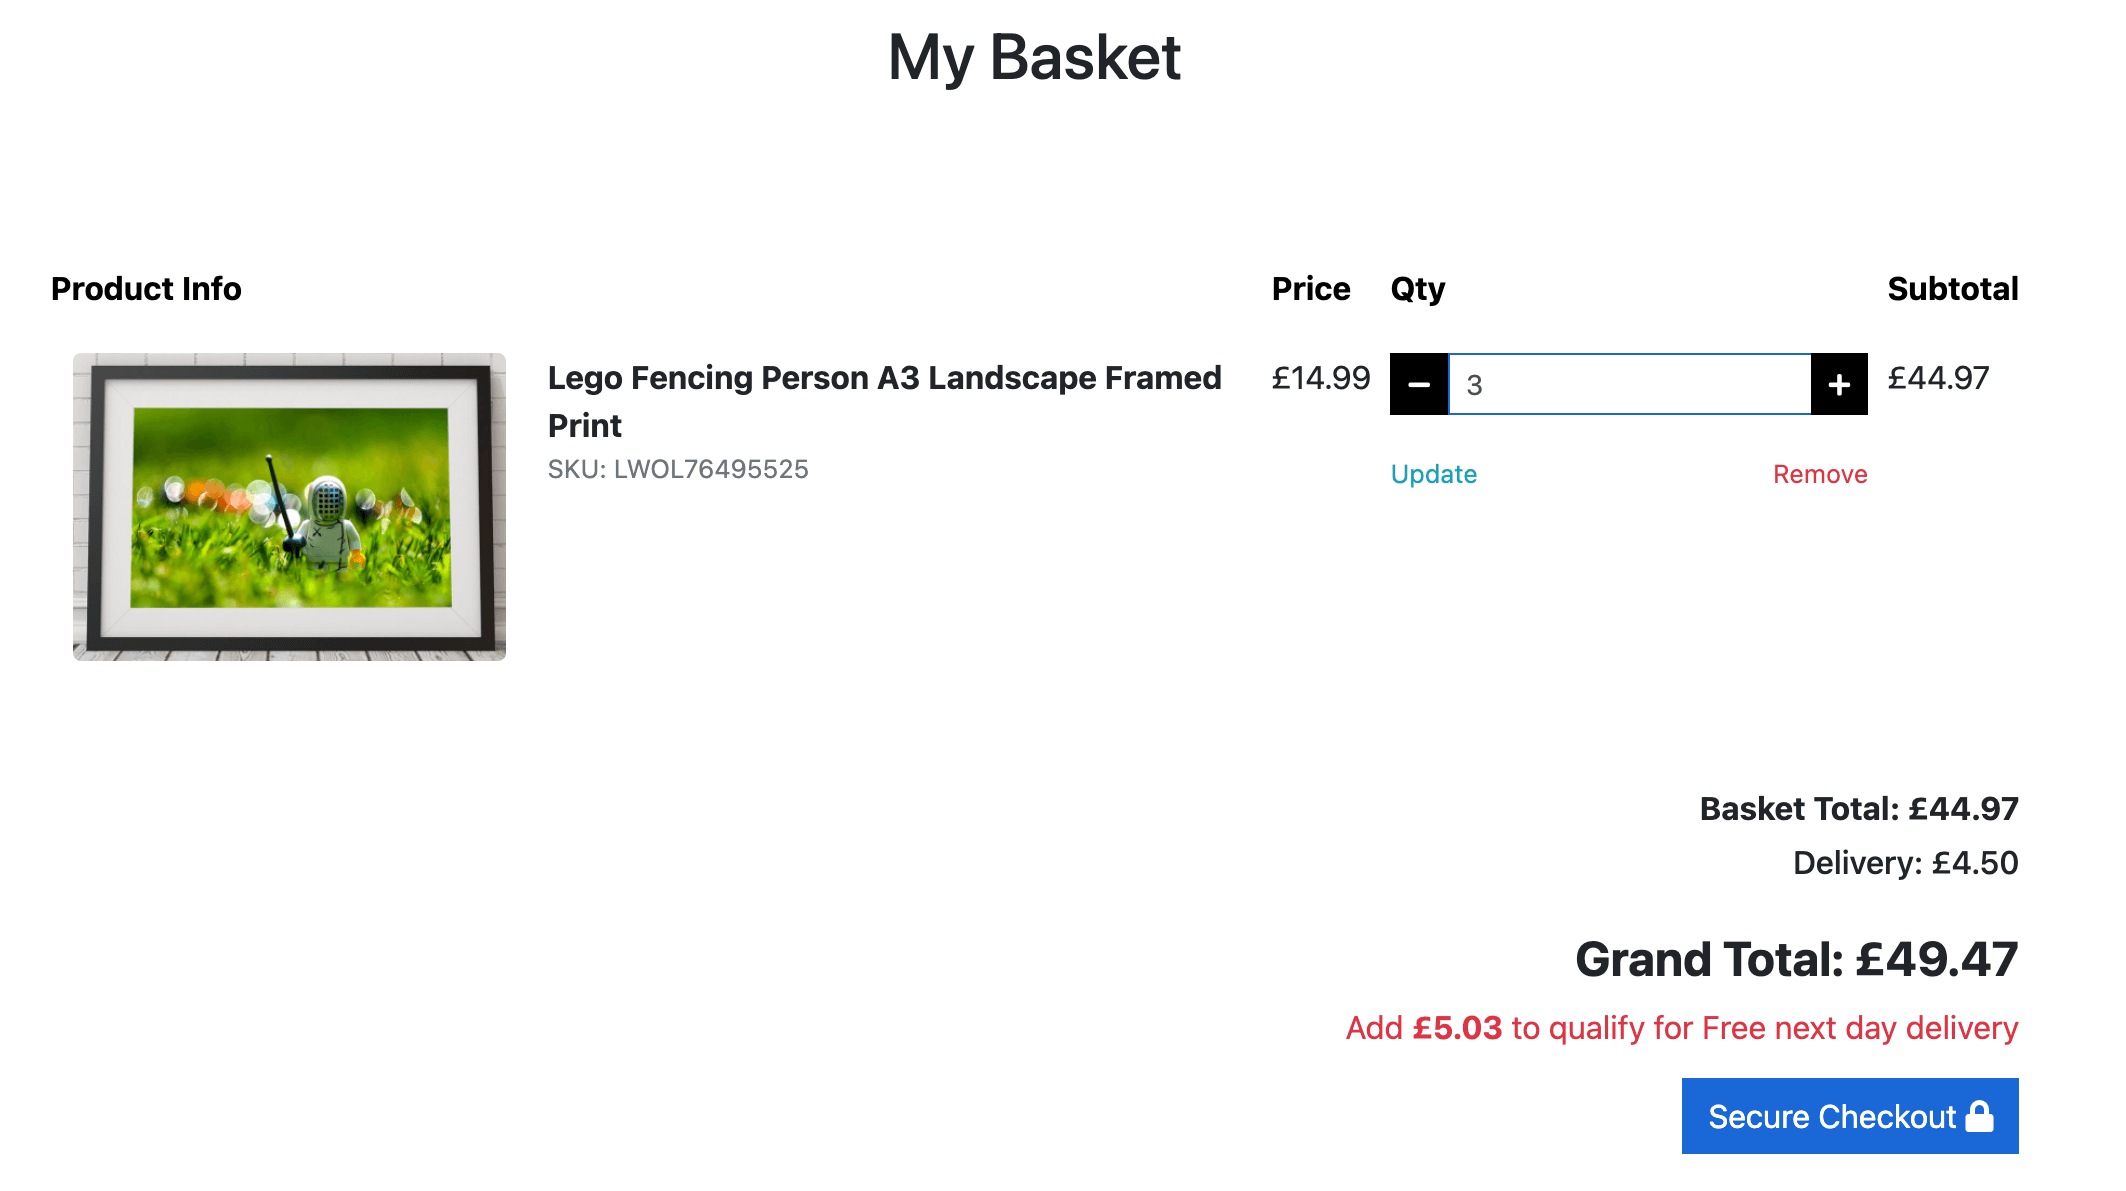 My Basket
Product Info Price Qty Subtotal
Lego Fencing Person A3 Landscape Framed
Print
SKU: LWOL76495525
£14.99
3
£44.97
Update Remove
Basket Total: £44.97
Delivery: £4.50
Grand Total: £49.47
Add £5.03 to qualify for Free next day delivery
Secure Checkout